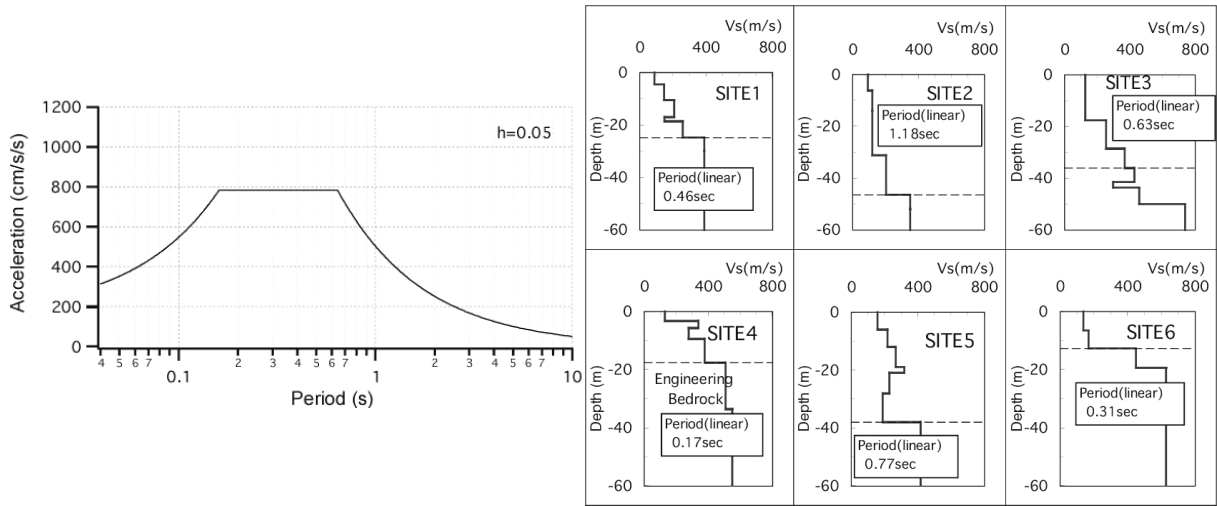 1200
1000
800
600
400
200
0
Acceleration (cm/s/s)
h=0.05
4 5 6 7 2 3 4 5 6 7 2 3 4 5 6 7
0.1 1 10
Period (s)
Vs(m/s)
0 400 800
0
-20
-40
-60
Depth (m)
SITE1
Period(linear)
0.46sec
Vs(m/s)
0 400 800
0
-20
-40
-60
Depth (m)
SITE2
Period(linear)
1.18sec
Vs(m/s)
0 400 800
0
-20
-40
-60
Depth (m)
SITE3
Period(linear)
0.63sec
Vs(m/s)
0 400 800
0
-20
-40
-60
Depth (m)
SITE4
Engineering
Bedrock
Period(linear)
0.17sec
Vs(m/s)
0 400 800
0
-20
-40
-60
Depth (m)
SITE5
Period(linear)
0.77sec
Vs(m/s)
0 400 800
0
-20
-40
-60
Depth (m)
SITE6
Period(linear)
0.31sec